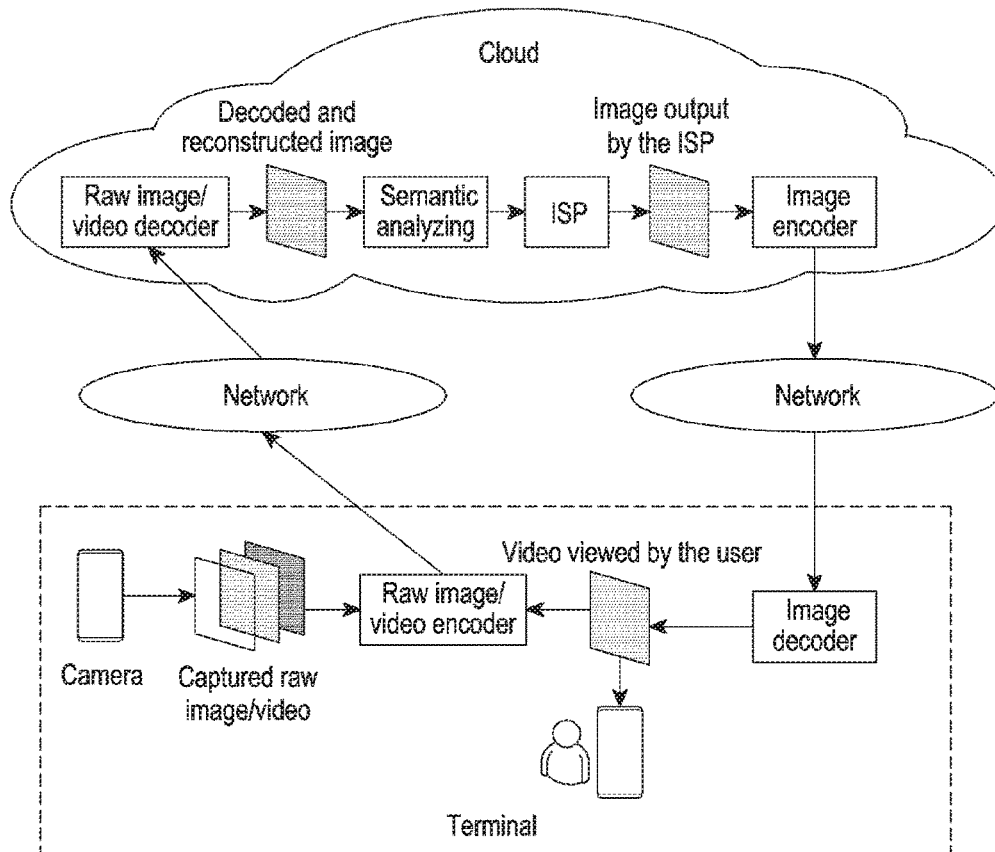 Cloud
Decoded and
reconstructed image
Image output
by the ISP
Raw image/
video decoder
Semantic
analyzing
ISP
Image
encoder
Network
Network
Video viewed by the user
Raw image/
video encoder
Image
decoder
Camera
Captured raw
image/video
Terminal